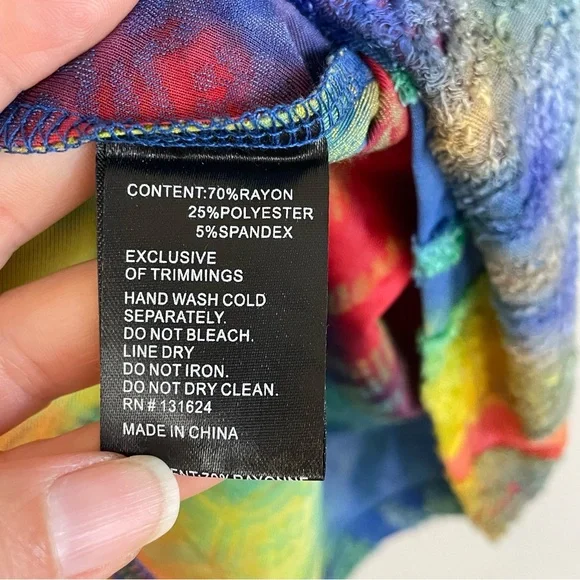 CONTENT:70%RAYON
25%POLYESTER
5%SPANDEX
EXCLUSIVE
OF TRIMMINGS
HAND WASH COLD
SEPARATELY.
DO NOT BLEACH.
LINE DRY
DO NOT IRON.
DO NOT DRY CLEAN.
RN # 131624
MADE IN CHINA